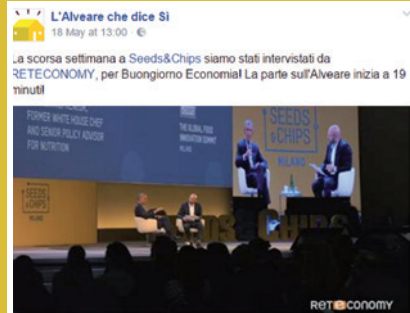 L'Alveare che dice Sì
18 May at 13:00 ·
La scorsa settimana a Seeds&Chips siamo stati intervistati da
RETECONOMY, per Buongiorno Economia! La parte sull'Alveare inizia a 19
minuti!
FORMER WHITE HOUSE CHEF
AND SENIOR POLICY ADVISOR
FOR NUTRITION
THE GLOBAL FOOD
INNOVATION SUMMIT
MILANO
SEEDS
&CHIPS
MILANO
SEEDS
&CHIPS
MILANO
SEEDS&CHIPS
RETECONOMY